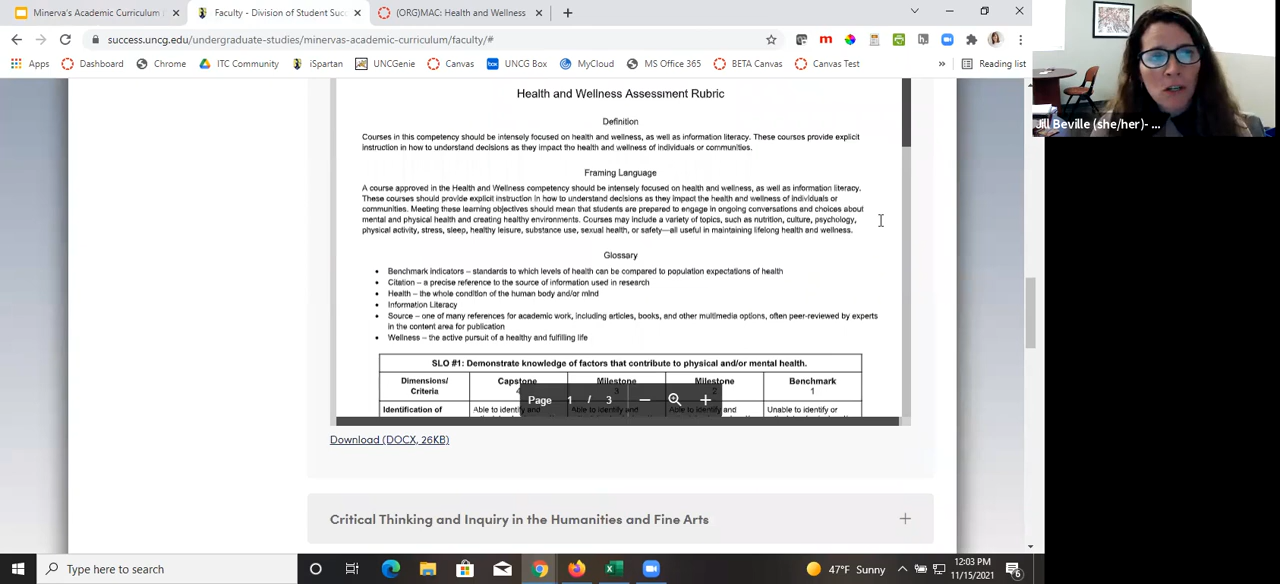 Minerva's Academic Curriculum
Faculty - Division of Student Suc
(ORG)MAC: Health and Wellness
success.uncg.edu/undergraduate-studies/minervas-academic-curriculum/faculty/#
Apps Dashboard Chrome ITC Community iSpartan UNCGenie Canvas UNCG Box MyCloud MS Office 365 BETA Canvas Canvas Test » Reading list
Jill Beville (she/her)- ...
Health and Wellness Assessment Rubric
Definition
Courses in this competency should be intensely focused on health and wellness, as well as information literacy. These courses provide explicit
instruction in how to understand decisions as they impact the health and wellness of individuals or communities.
Framing Language
A course approved in the Health and Wellness competency should be intensely focused on health and wellness, as well as information literacy.
These courses should provide explicit instruction in how to understand decisions as they impact the health and wellness of individuals or
communities. Meeting these learning objectives should mean that students are prepared to engage in ongoing conversations and choices about
mental and physical health and creating healthy environments. Courses may include a variety of topics, such as nutrition, culture, psychology,
physical activity, stress, sleep, healthy leisure, substance use, sexual health, or safety—all useful in maintaining lifelong health and wellness.
Glossary
• Benchmark indicators – standards to which levels of health can be compared to population expectations of health
• Citation – a precise reference to the source of information used in research
• Health – the whole condition of the human body and/or mind
• Information Literacy
• Source – one of many references for academic work, including articles, books, and other multimedia options, often peer-reviewed by experts
in the content area for publication
• Wellness – the active pursuit of a healthy and fulfilling life
SLO #1: Demonstrate knowledge of factors that contribute to physical and/or mental health.
Dimensions/ Capstone Milestone Milestone Benchmark
Criteria 4 3 2 1
Page 1 / 3
Identification of Able to identify and Able to identify and Able to identify and Unable to identify or
Download (DOCX, 26KB)
Critical Thinking and Inquiry in the Humanities and Fine Arts
Type here to search
47°F Sunny
12:03 PM
11/15/2021
6